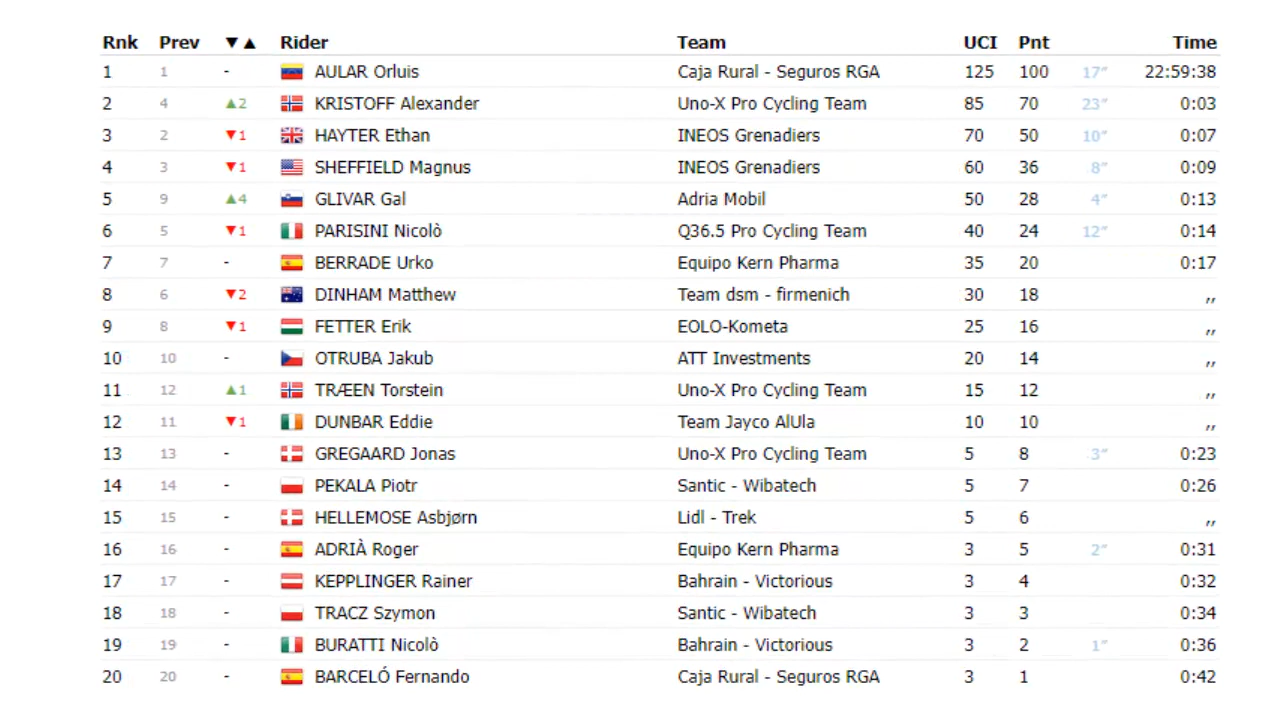 Rnk Prev ▼▲ Rider Team UCI Pnt Time
1 1 - AULAR Orluis Caja Rural - Seguros RGA 125 100 17″ 22:59:38
2 4 ▲2 KRISTOFF Alexander Uno-X Pro Cycling Team 85 70 23″ 0:03
3 2 ▼1 HAYTER Ethan INEOS Grenadiers 70 50 10″ 0:07
4 3 ▼1 SHEFFIELD Magnus INEOS Grenadiers 60 36 8″ 0:09
5 9 ▲4 GLIVAR Gal Adria Mobil 50 28 4″ 0:13
6 5 ▼1 PARISINI Nicolò Q36.5 Pro Cycling Team 40 24 12″ 0:14
7 7 - BERRADE Urko Equipo Kern Pharma 35 20 0:17
8 6 ▼2 DINHAM Matthew Team dsm - firmenich 30 18 ,,
9 8 ▼1 FETTER Erik EOLO-Kometa 25 16 ,,
10 10 - OTRUBA Jakub ATT Investments 20 14 ,,
11 12 ▲1 TRÆEN Torstein Uno-X Pro Cycling Team 15 12 ,,
12 11 ▼1 DUNBAR Eddie Team Jayco AlUla 10 10 ,,
13 13 - GREGAARD Jonas Uno-X Pro Cycling Team 5 8 3″ 0:23
14 14 - PEKALA Piotr Santic - Wibatech 5 7 0:26
15 15 - HELLEMOSE Asbjørn Lidl - Trek 5 6 ,,
16 16 - ADRIÀ Roger Equipo Kern Pharma 3 5 2″ 0:31
17 17 - KEPPLINGER Rainer Bahrain - Victorious 3 4 0:32
18 18 - TRACZ Szymon Santic - Wibatech 3 3 0:34
19 19 - BURATTI Nicolò Bahrain - Victorious 3 2 1″ 0:36
20 20 - BARCELÓ Fernando Caja Rural - Seguros RGA 3 1 0:42